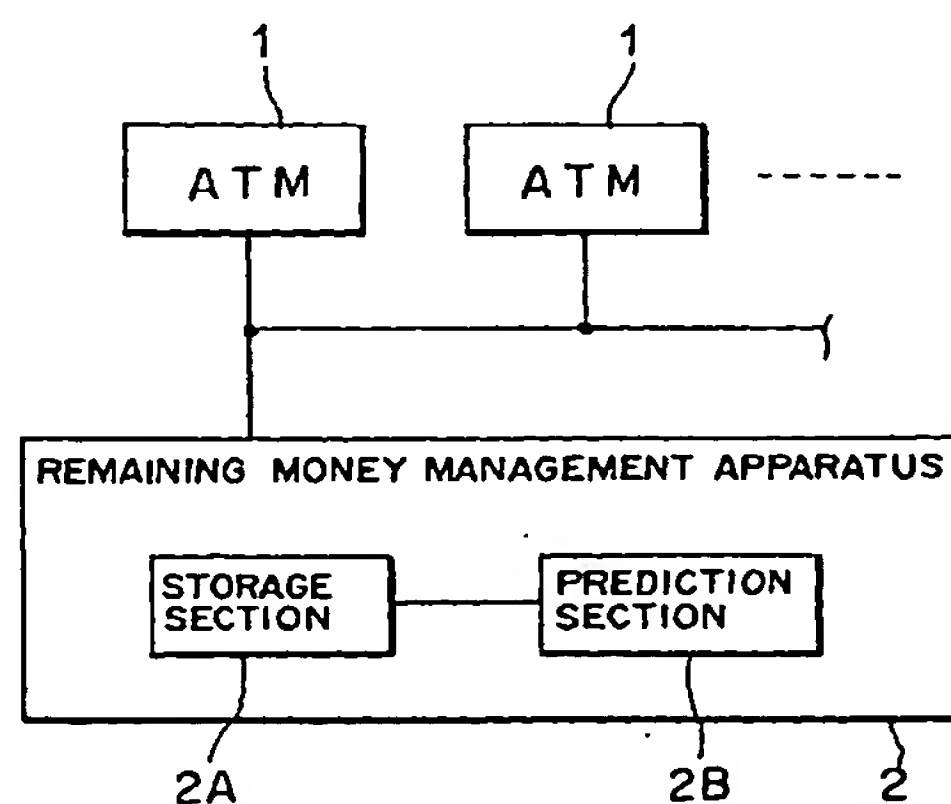 1 1
ATM ATM
REMAINING MONEY MANAGEMENT APPARATUS
STORAGE SECTION
PREDICTION SECTION
2A 2B 2